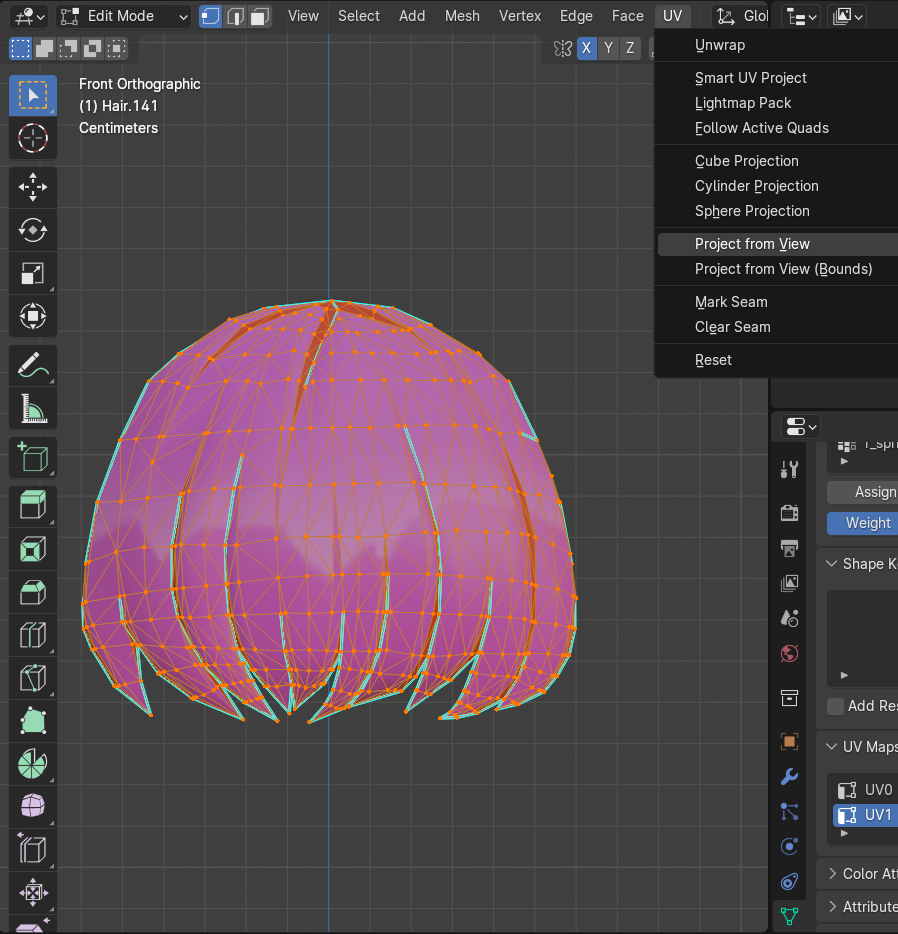 Edit Mode
View
Select
Add
Mesh
Vertex
Edge
Face
UV
Glo
X
Y
Z
Front Orthographic
(1) Hair.141
Centimeters
Unwrap
Smart UV Project
Lightmap Pack
Follow Active Quads
Cube Projection
Cylinder Projection
Sphere Projection
Project from View
Project from View (Bounds)
Mark Seam
Clear Seam
Reset
Assign
Weight
Shape K
Add Res
UV Maps
UV0
UV1
Color Att
Attribute